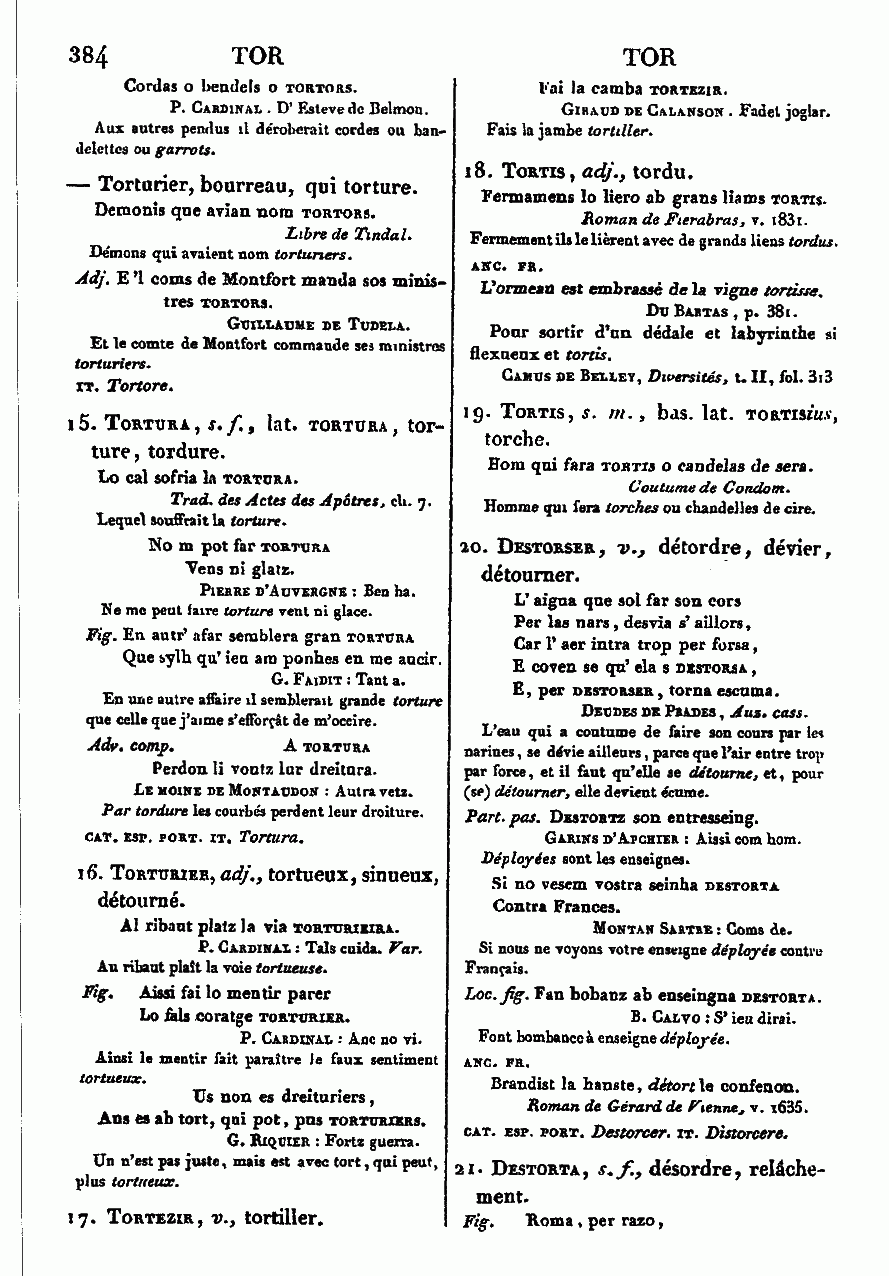 384 TOR TOR
Cordas o bendels o TORTORS.
P. CARDINAL . D' Esteve de Belmon.
Aux autres pendus il déroberait cordes ou ban-
delettes ou garrots.
— Torturier, bourreau, qui torture.
Demonis que avian nom TORTORS.
Libre de Tindal.
Démons qui avaient nom torturiers.
Adj. E 'l coms de Montfort manda sos minis-
tres TORTORS.
GUILLAUME DE TUDELA.
Et le comte de Montfort commande ses ministres
torturiers.
IT. Tortore.
15. TORTURA, s. f., lat. TORTURA, tor-
ture, tordure.
Lo cal sofria la TORTURA.
Trad. des Actes des Apôtres, ch. 7.
Lequel souffrait la torture.
No m pot far TORTURA
Vens ni glatz.
PIERRE D'AUVERGNE : Ben ha.
Ne me peut faire torture vent ni glace.
Fig. En autr' afar semblera gran TORTURA
Que sylh qu' ieu am ponhes en me aucir.
G. FAIDIT : Tant a.
En une autre affaire il semblerait grande torture
que celle que j'aime s'efforçât de m'occire.
Adv. comp. A TORTURA
Perdon li voutz lur dreitura.
LE MOINE DE MONTAUDON : Autra vetz.
Par tordure les courbés perdent leur droiture.
CAT. ESP. PORT. IT. Tortura.
16. TORTURIER, adj., tortueux, sinueux,
détourné.
Al ribaut platz la via TORTURIEIRA.
P. CARDINAL : Tals cuida. Var.
Au ribaut plaît la voie tortueuse.
Fig. Aissi fai lo mentir parer
Lo fals coratge TORTURIER.
P. CARDINAL : Anc no vi.
Ainsi le mentir fait paraître le faux sentiment
tortueux.
Us non es dreituriers,
Ans es ab tort, qui pot, pus TORTURIERS.
G. RIQUIER : Fortz guerra.
Un n'est pas juste, mais est avec tort, qui peut,
plus tortueux.
17. TORTEZIR, v., tortiller.
Fai la camba TORTEZIR.
GIRAUD DE CALANSON . Fadet joglar.
Fais la jambe tortiller.
18. TORTIS, adj., tordu.
Fermamens lo liero ab grans liams TORTIS.
Roman de Fierabras, v. 1831.
Fermement ils le lièrent avec de grands liens tordus.
ANC. FR.
L'ormeau est embrassé de la vigne tortisse.
DU BARTAS, p. 381.
Pour sortir d'un dédale et labyrinthe si
flexueux et tortis.
CAMUS DE BELLEY, Diversités, t. II, fol. 313
19. TORTIS, s. m., bas. lat. TORTISius,
torche.
Hom qui fara TORTIS o candelas de sera.
Coutume de Condom.
Homme qui fera torches ou chandelles de cire.
20. DESTORSER, v., détordre, dévier,
détourner.
L' aigua que sol far son cors
Per las nars, desvia s' aillors,
Car l' aer intra trop per forsa,
E coven se qu' ela s DESTORSA,
E, per DESTORSER, torna escuma.
DEUDES DE PRADES, Aus. cass.
L'eau qui a coutume de faire son cours par les
narines, se dévie ailleurs, parce que l'air entre trop
par force, et il faut qu'elle se détourne, et, pour
(se) détourner, elle devient écume.
Part. pas. DESTORTZ son entresseing.
GARINS D'APCHIER : Aissi com hom.
Déployées sont les enseignes.
Si no vesem vostra seinha DESTORTA
Contra Frances.
MONTAN SARTRE : Coms de.
Si nous ne voyons votre enseigne déployée contre
Français.
Loc. fig. Fan bobanz ab enseingna DESTORTA.
B. CALVO : S' ieu dirai.
Font bombance à enseigne déployée.
ANC. FR.
Brandist la hanste, détort le confenon.
Roman de Gérard de Vienne, v. 1635.
CAT. ESP. PORT. Destorcer. IT. Distorcere.
21. DESTORTA, s. f., désordre, relâche-
ment.
Fig. Roma, per razo,